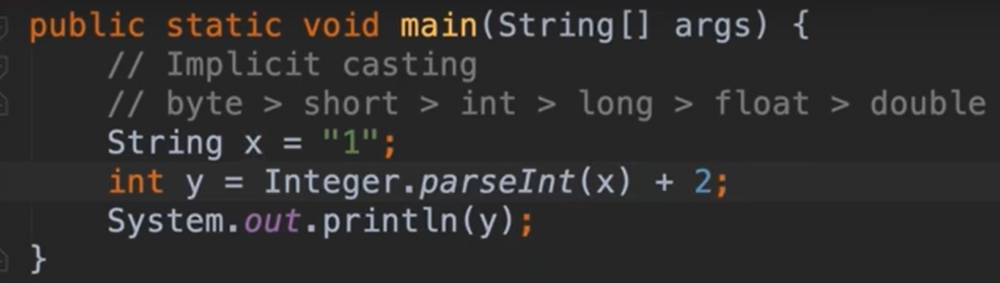 public static void main(String[] args) {
// Implicit casting
// byte > short > int > long > float > double
String x = "1";
int y = Integer.parseInt(x) + 2;
System.out.println(y);
}